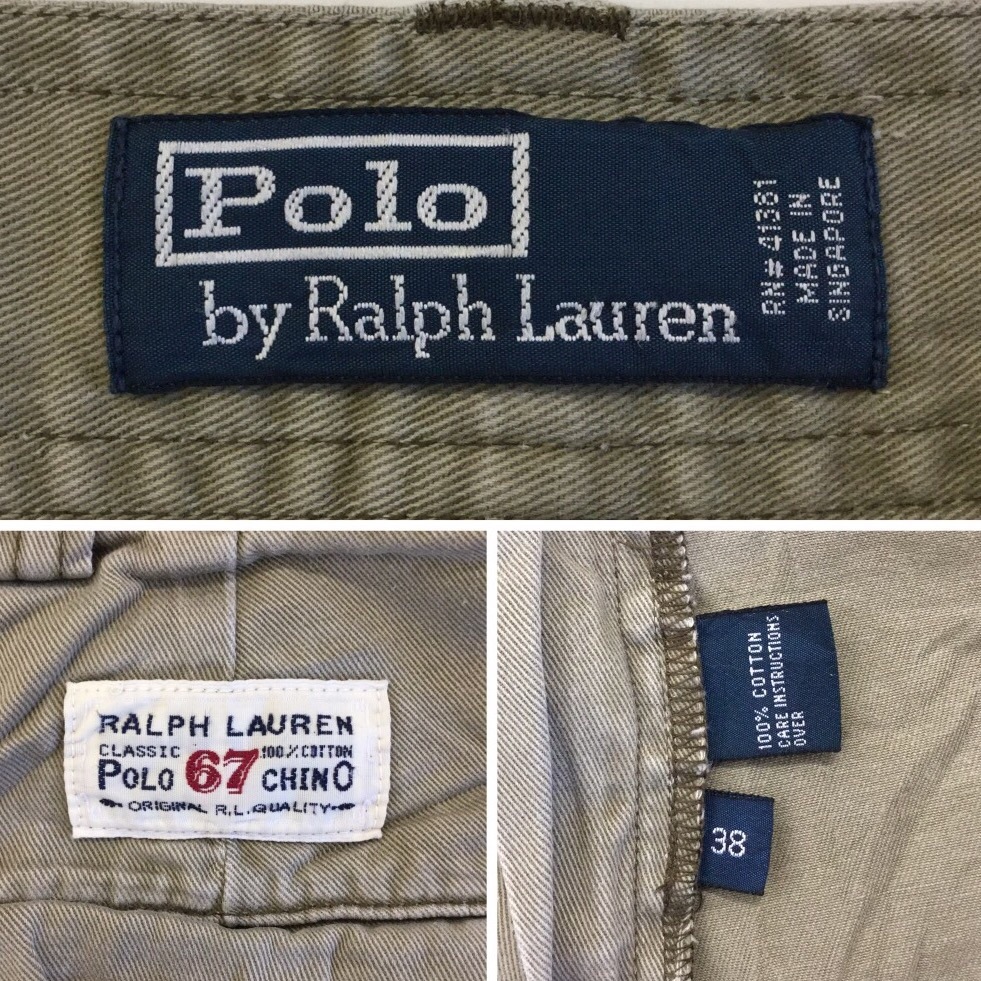 Polo
by Ralph Lauren
RN# 41381
MADE IN
SINGAPORE
RALPH LAUREN
CLASSIC 67 100% COTTON
POLO CHINO
ORIGINAL R.L. QUALITY
100% COTTON
CARE INSTRUCTIONS
OVER
38